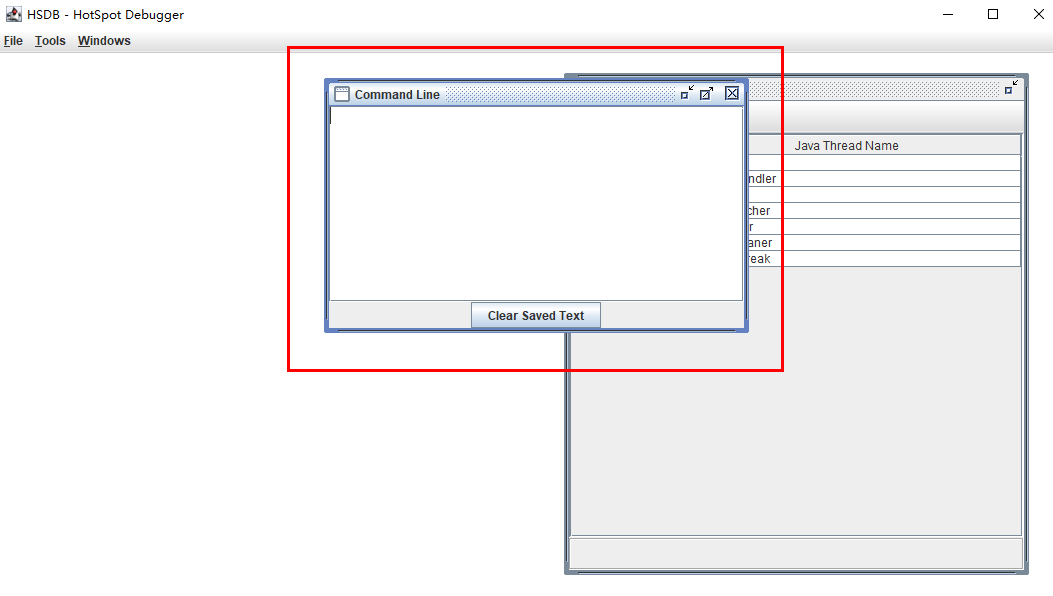 HSDB - HotSpot Debugger
File Tools Windows
Command Line
Java Thread Name
ndler
cher
r
aner
reak
Clear Saved Text